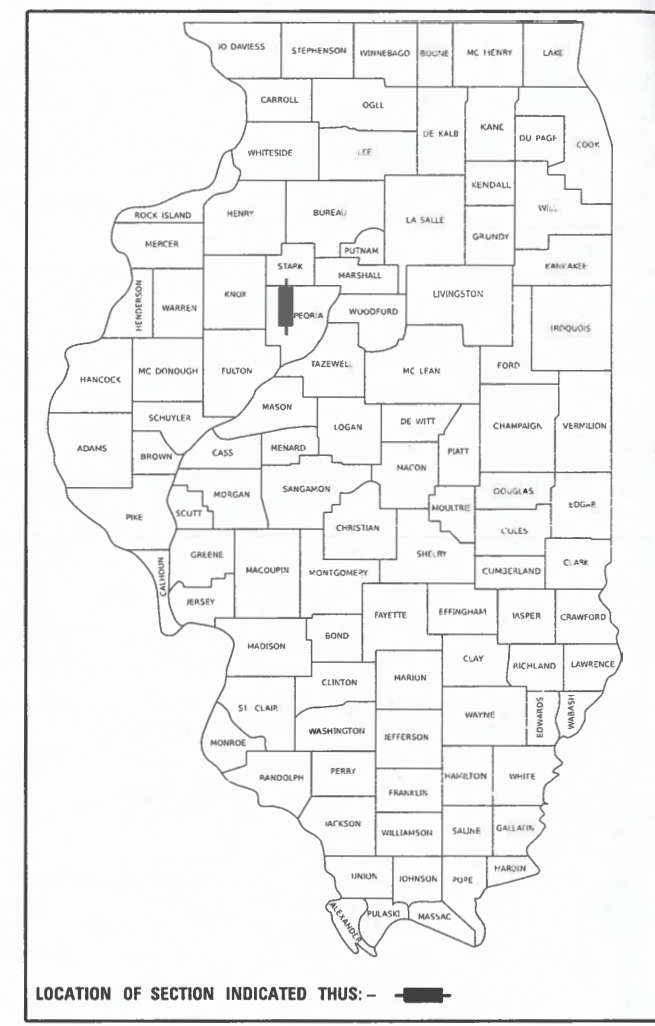 JO DAVIESS STEPHENSON WINNEBAGO BOONE MC HENRY LAKE
CARROLL OGLE DE KALB KANE DU PAGE COOK
WHITESIDE LEE
KENDALL
ROCK ISLAND HENRY BUREAU LA SALLE GRUNDY WILL
MERCER PUTNAM
STARK MARSHALL KANKAKEE
HENDERSON WARREN KNOX PEORIA WOODFORD LIVINGSTON IROQUOIS
HANCOCK MC DONOUGH FULTON TAZEWELL MC LEAN FORD
SCHUYLER MASON LOGAN DE WITT CHAMPAIGN VERMILION
ADAMS BROWN CASS MENARD MACON PIATT
PIKE SCOTT MORGAN SANGAMON CHRISTIAN MOULTRIE DOUGLAS EDGAR
COLES
CALHOUN GREENE MACOUPIN MONTGOMERY SHELBY CUMBERLAND CLARK
JERSEY
MADISON BOND FAYETTE EFFINGHAM JASPER CRAWFORD
CLAY RICHLAND LAWRENCE
CLINTON MARION
ST. CLAIR WAYNE EDWARDS WABASH
MONROE WASHINGTON JEFFERSON
RANDOLPH PERRY HAMILTON WHITE
FRANKLIN
JACKSON WILLIAMSON SALINE GALLATIN
UNION JOHNSON POPE HARDIN
ALEXANDER PULASKI MASSAC
LOCATION OF SECTION INDICATED THUS:–